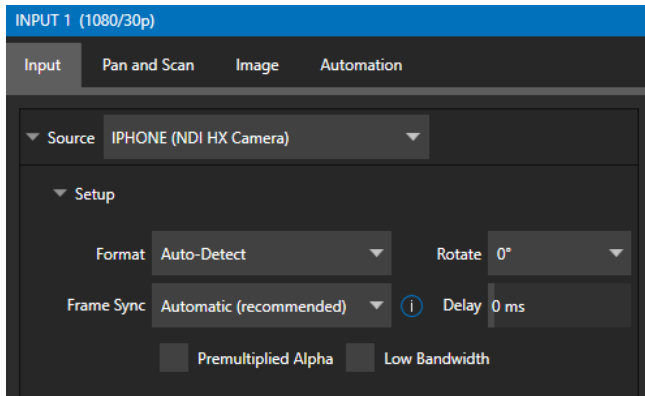 INPUT 1 (1080/30p)
Input Pan and Scan Image Automation
Source IPHONE (NDI HX Camera)
Setup
Format Auto-Detect Rotate 0°
Frame Sync Automatic (recommended) i Delay 0 ms
Premultiplied Alpha Low Bandwidth